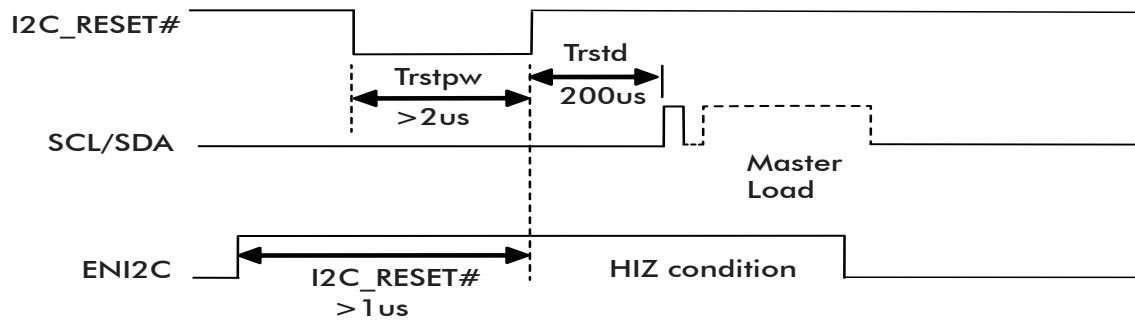 I2C_RESET#
Trstpw
>2us
Trstd
200us
SCL/SDA
Master
Load
ENI2C
I2C_RESET#
>1us
HIZ condition